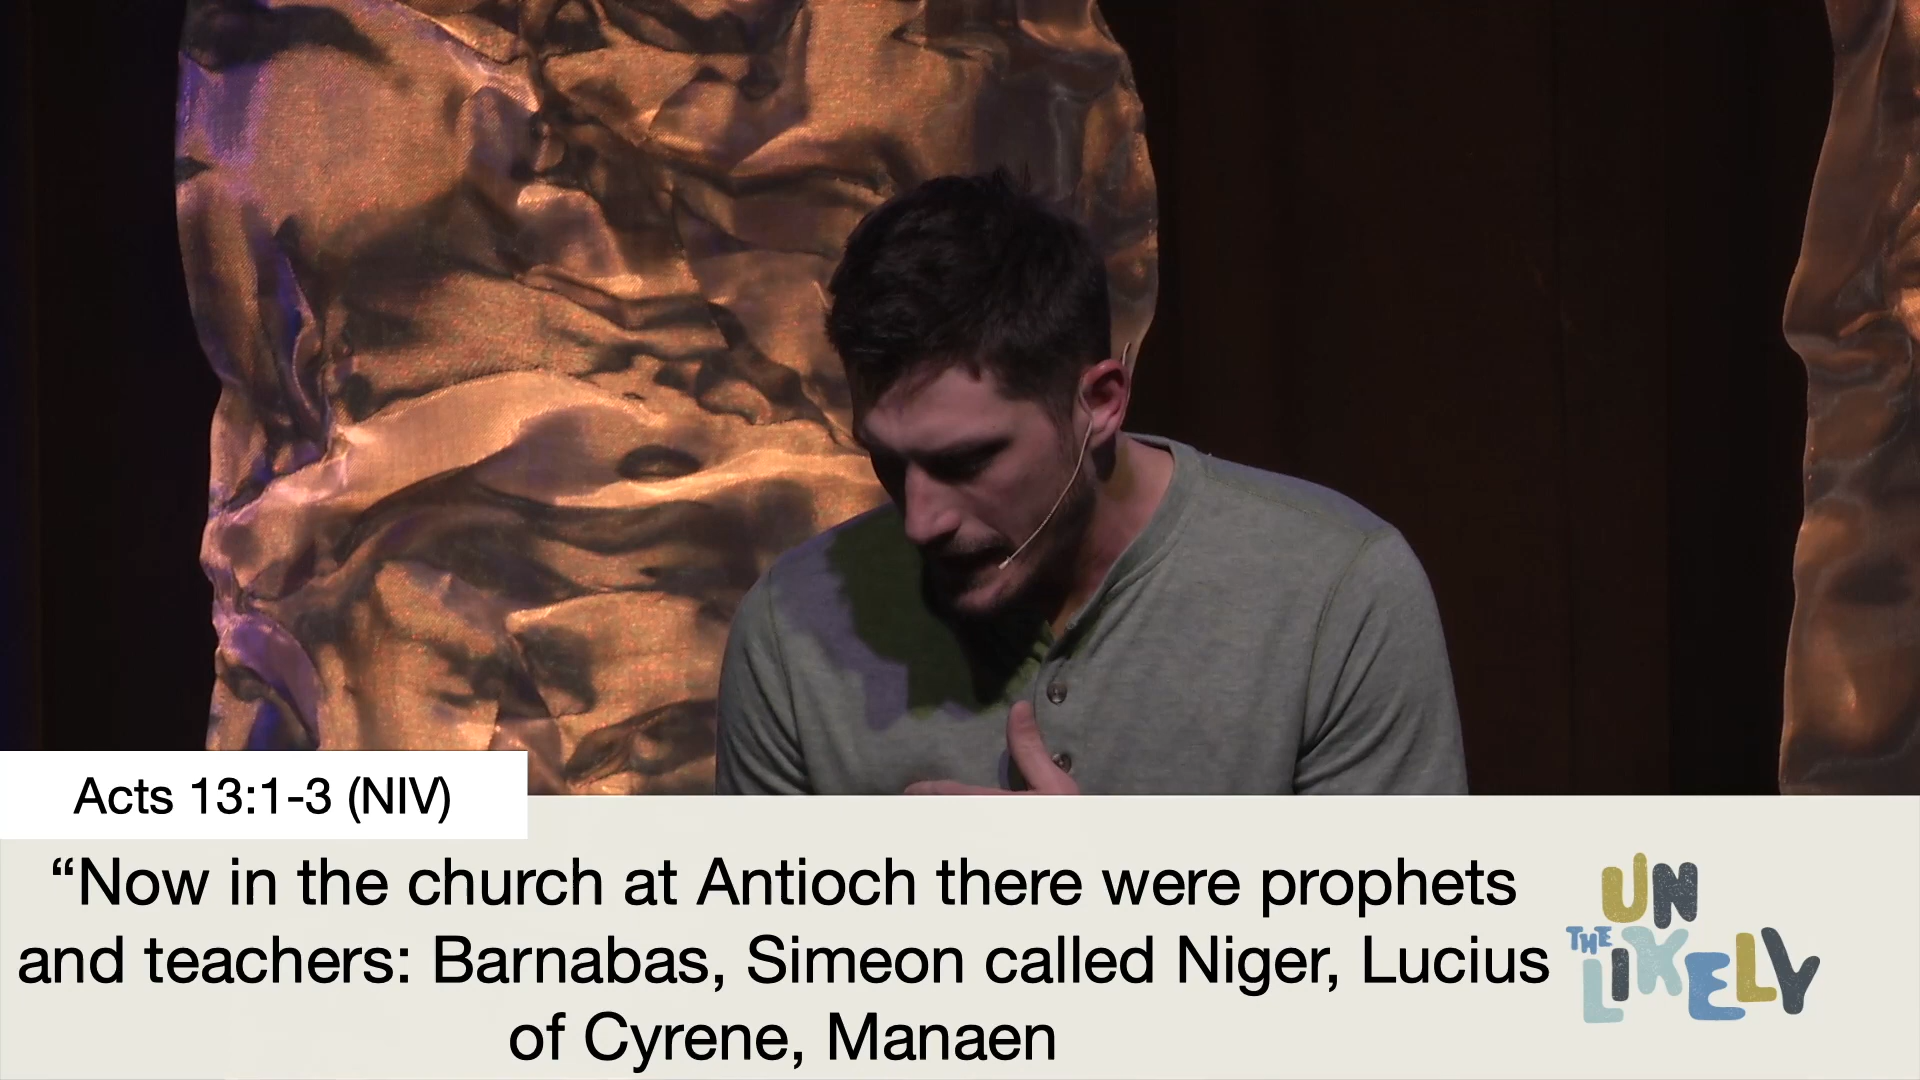 Acts 13:1-3 (NIV)
“Now in the church at Antioch there were prophets
and teachers: Barnabas, Simeon called Niger, Lucius
of Cyrene, Manaen
THE
UN
LIKELY